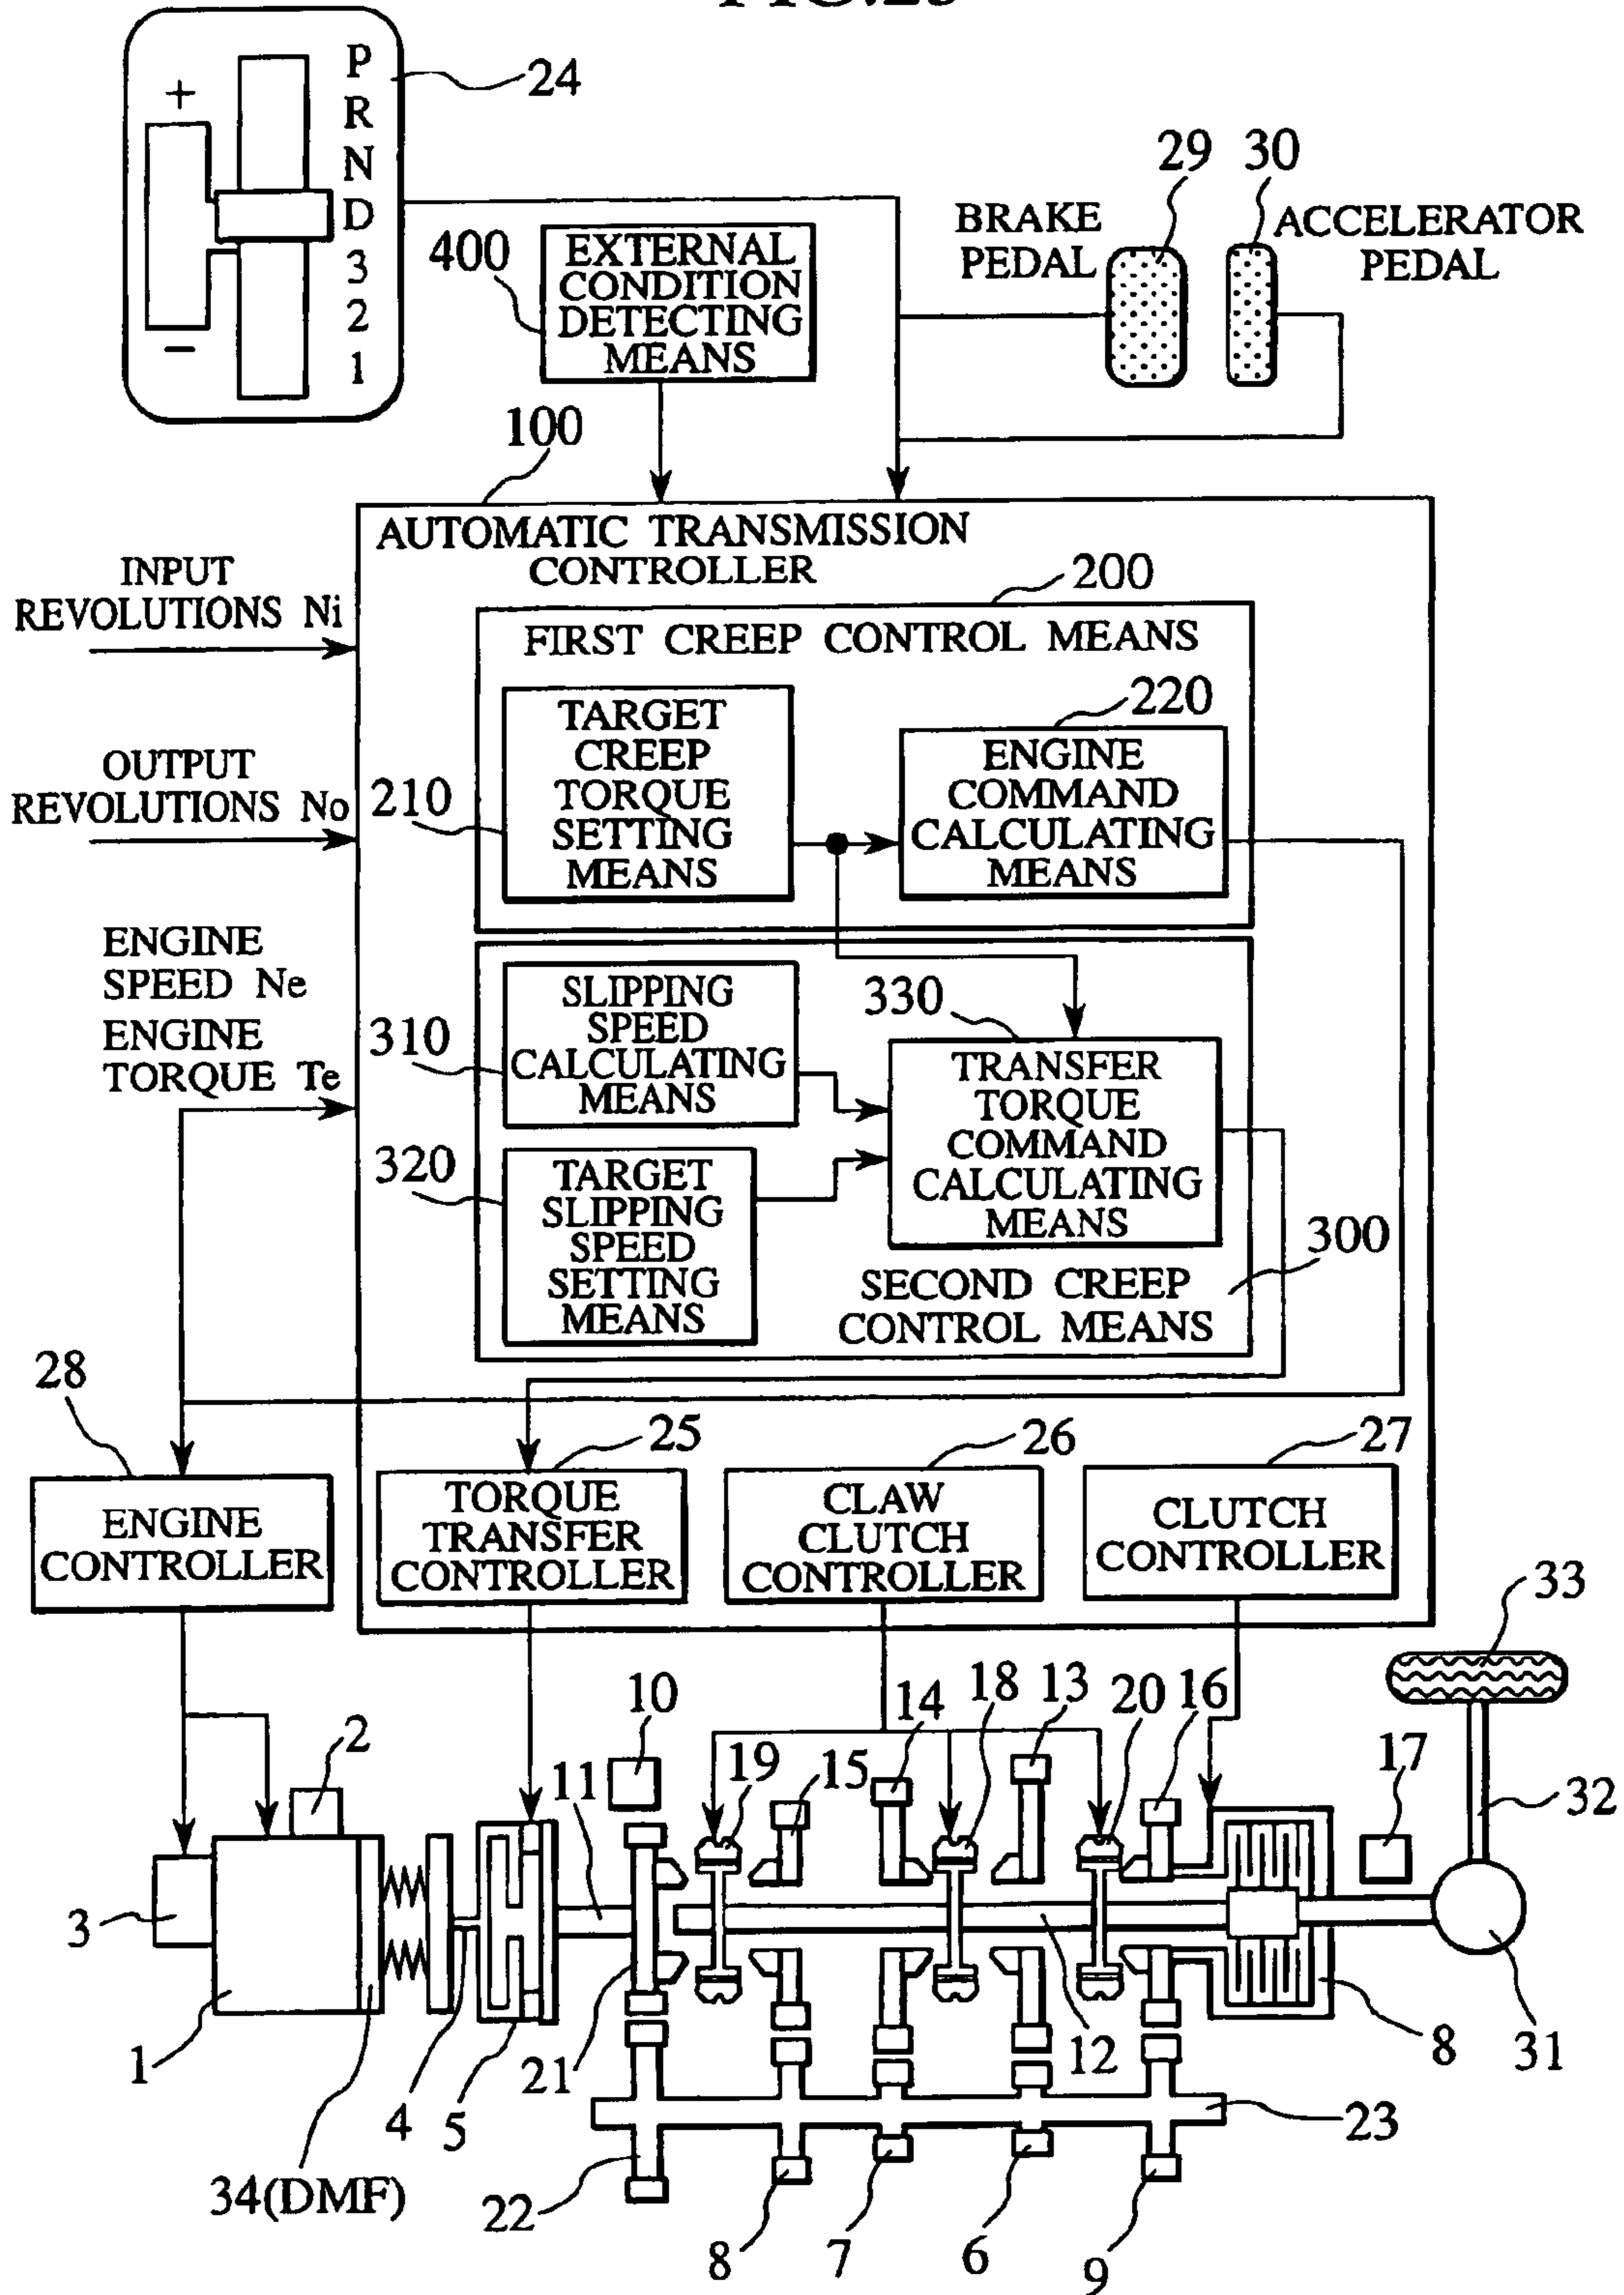 P
R
N
D
3
2
1
+
−
24
29
30
BRAKE
PEDAL
ACCELERATOR
PEDAL
400
EXTERNAL
CONDITION
DETECTING
MEANS
100
AUTOMATIC TRANSMISSION
CONTROLLER
INPUT
REVOLUTIONS Ni
200
FIRST CREEP CONTROL MEANS
TARGET
CREEP
TORQUE
SETTING
MEANS
210
220
ENGINE
COMMAND
CALCULATING
MEANS
OUTPUT
REVOLUTIONS No
ENGINE
SPEED Ne
ENGINE
TORQUE Te
310
SLIPPING
SPEED
CALCULATING
MEANS
330
TRANSFER
TORQUE
COMMAND
CALCULATING
MEANS
320
TARGET
SLIPPING
SPEED
SETTING
MEANS
300
SECOND CREEP
CONTROL MEANS
28
ENGINE
CONTROLLER
25
TORQUE
TRANSFER
CONTROLLER
26
CLAW
CLUTCH
CONTROLLER
27
CLUTCH
CONTROLLER
33
10
14
18
13
20
16
2
11
19
15
17
32
3
1
4
5
21
12
8
31
34(DMF)
22
8
7
6
9
23